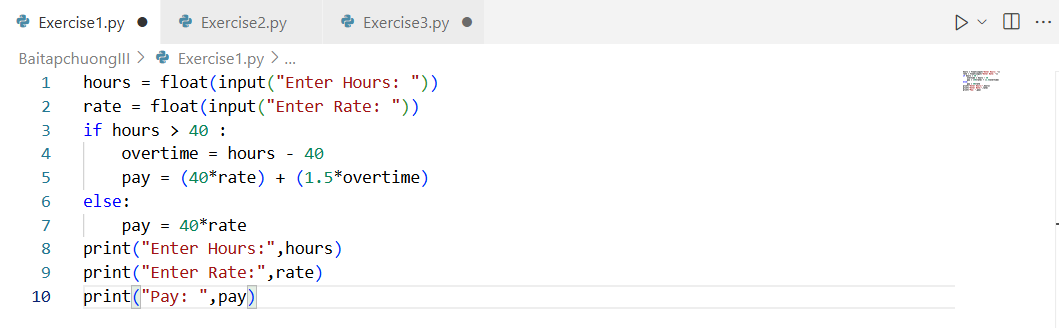 Exercise1.py ● Exercise2.py Exercise3.py ●
BaitapchuongIII > Exercise1.py > ...
1 hours = float(input("Enter Hours: "))
2 rate = float(input("Enter Rate: "))
3 if hours > 40 :
4     overtime = hours - 40
5     pay = (40*rate) + (1.5*overtime)
6 else:
7     pay = 40*rate
8 print("Enter Hours:",hours)
9 print("Enter Rate:",rate)
10 print("Pay: ",pay)